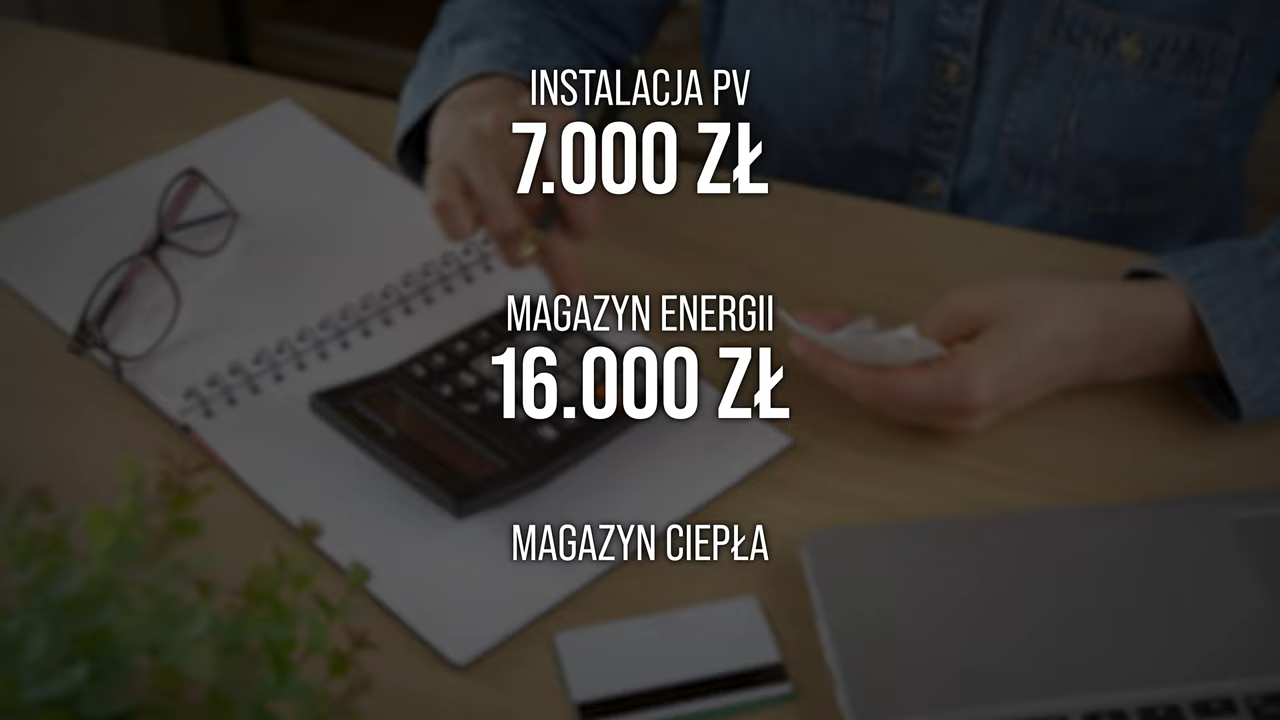 INSTALACJA PV
7.000 ZŁ
MAGAZYN ENERGII
16.000 ZŁ
MAGAZYN CIEPŁA